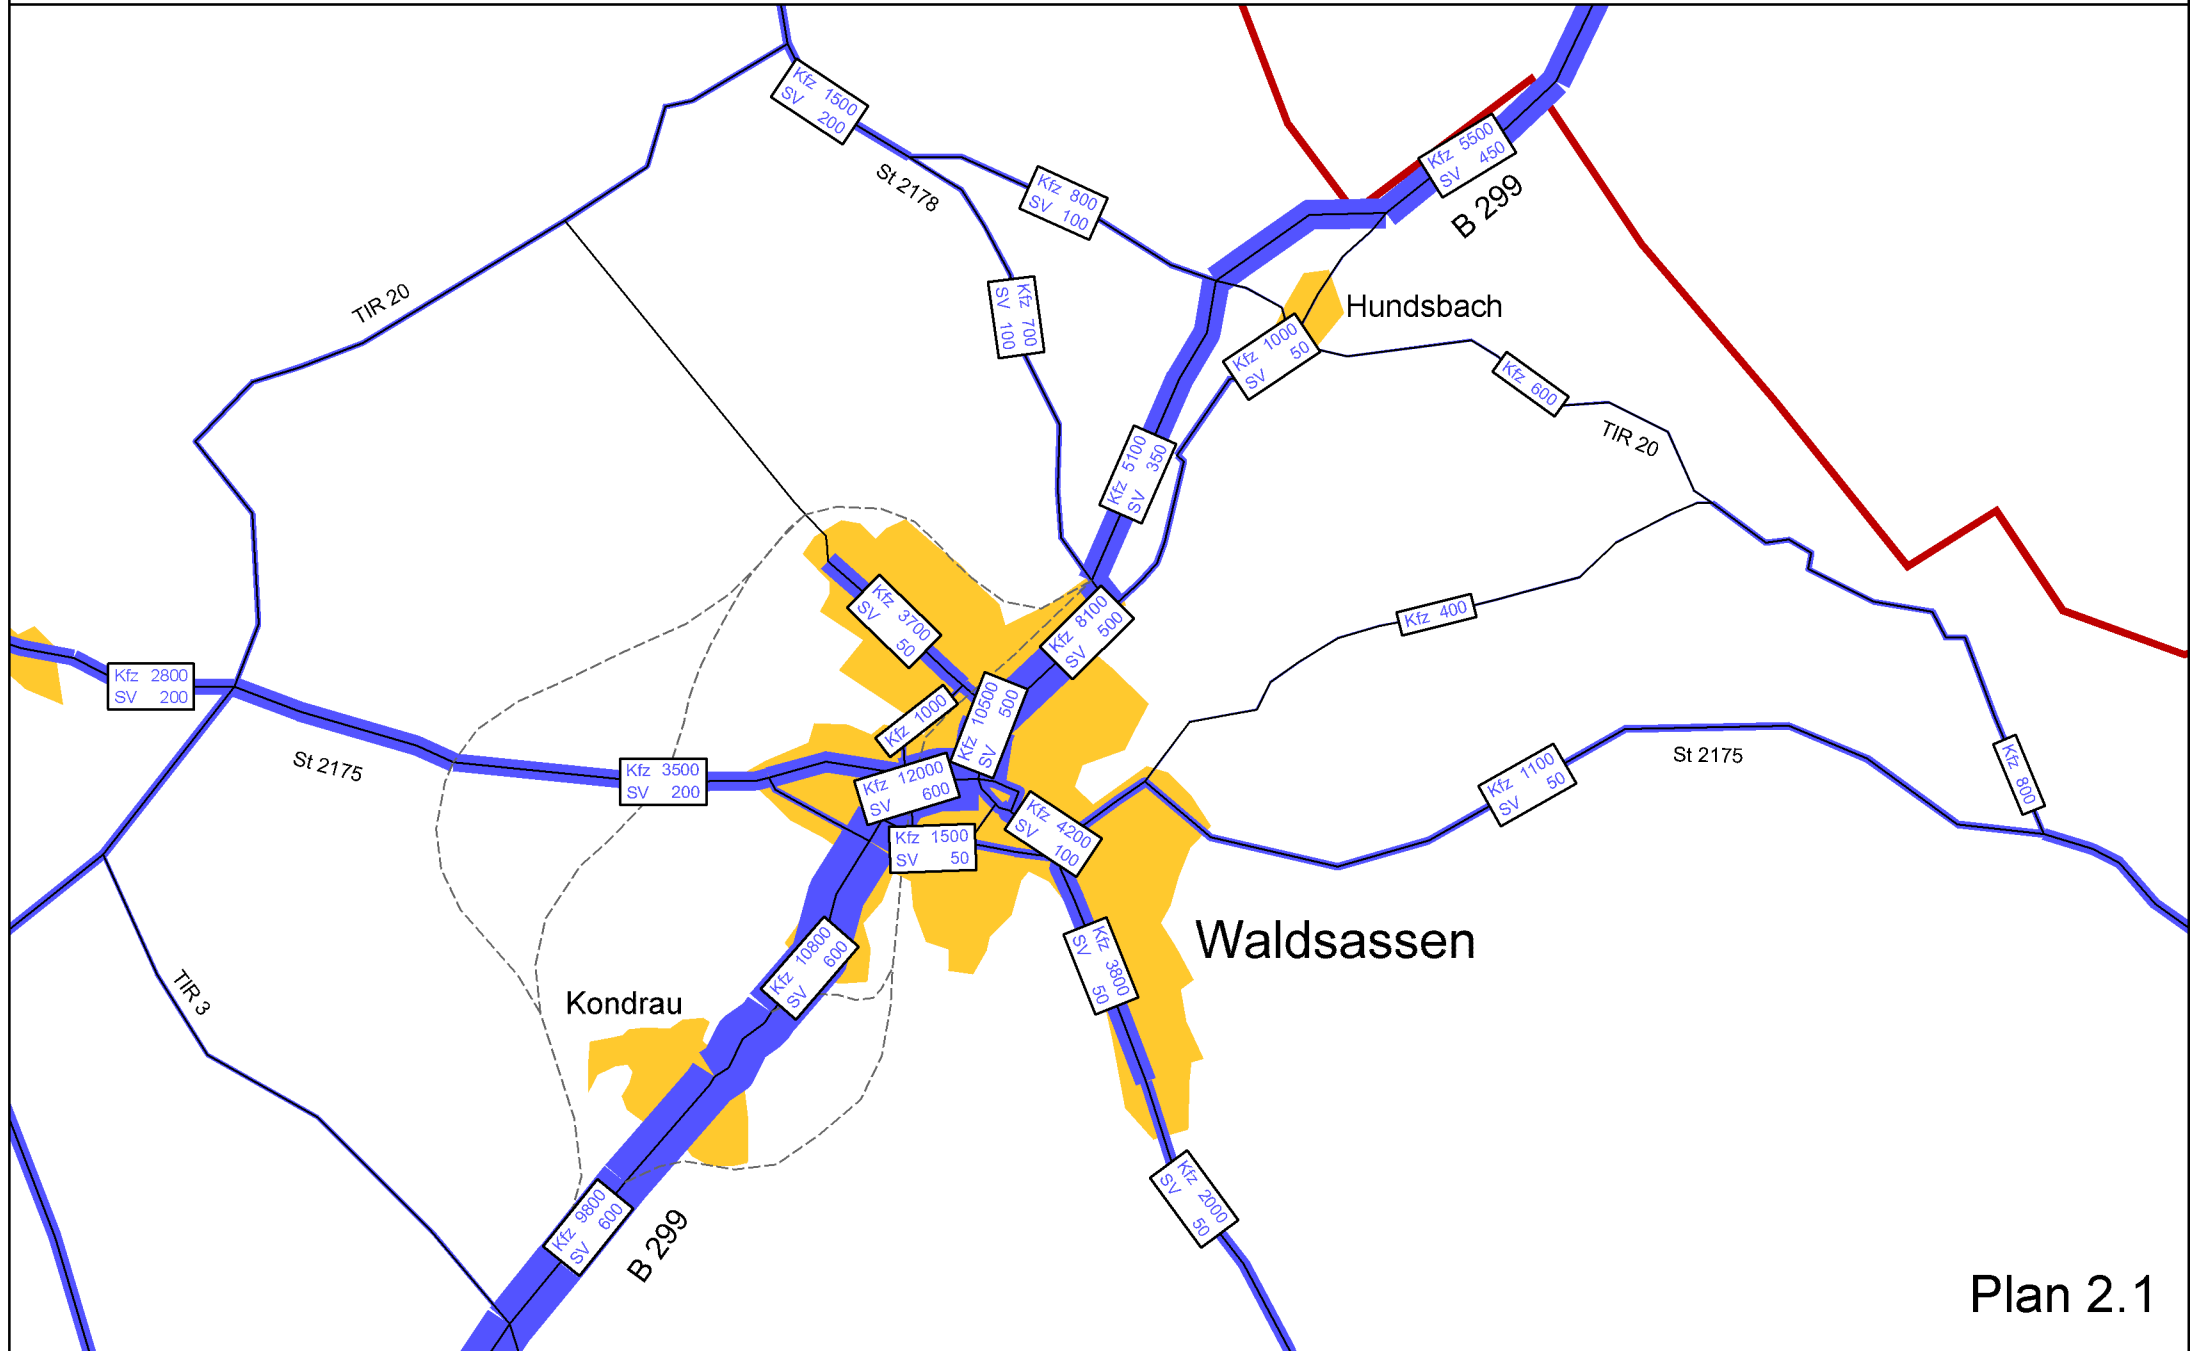 Kfz 1500
SV 200
St 2178
Kfz 800
SV 100
Kfz 5500
SV 450
B 299
TIR 20
Kfz 700
SV 100
Hundsbach
Kfz 1000
SV 50
Kfz 600
TIR 20
Kfz 5100
SV 350
Kfz 3700
SV 50
Kfz 8100
SV 500
Kfz 400
Kfz 2800
SV 200
St 2175
Kfz 3500
SV 200
Kfz 1000
Kfz 10500
SV 500
Kfz 12000
SV 600
Kfz 1500
SV 50
Kfz 4200
SV 100
Kfz 1100
SV 50
St 2175
Kfz 800
Waldsassen
Kfz 10800
SV 600
Kfz 3800
SV 50
TIR 3
Kondrau
Kfz 9800
SV 600
B 299
Kfz 2000
SV 50
Plan 2.1